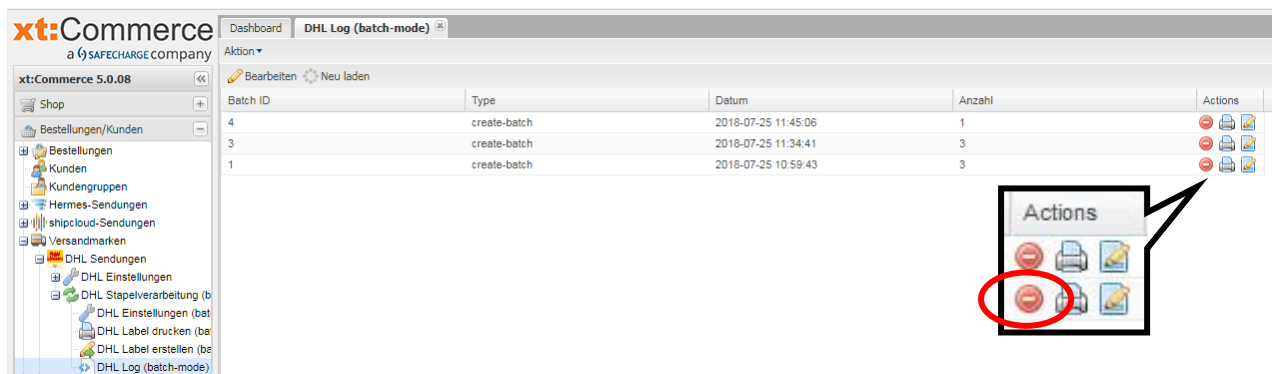 xt:Commerce
a SAFECHARGE company
Dashboard
DHL Log (batch-mode)
Aktion
xt:Commerce 5.0.08
Bearbeiten
Neu laden
Shop
Batch ID Type Datum Anzahl Actions
Bestellungen/Kunden
4 create-batch 2018-07-25 11:45:06 1
3 create-batch 2018-07-25 11:34:41 3
1 create-batch 2018-07-25 10:59:43 3
Bestellungen
Kunden
Kundengruppen
Hermes-Sendungen
shipcloud-Sendungen
Versandmarken
DHL Sendungen
DHL Einstellungen
DHL Stapelverarbeitung (b
DHL Einstellungen (bat
DHL Label drucken (bat
DHL Label erstellen (ba
DHL Log (batch-mode)
Actions